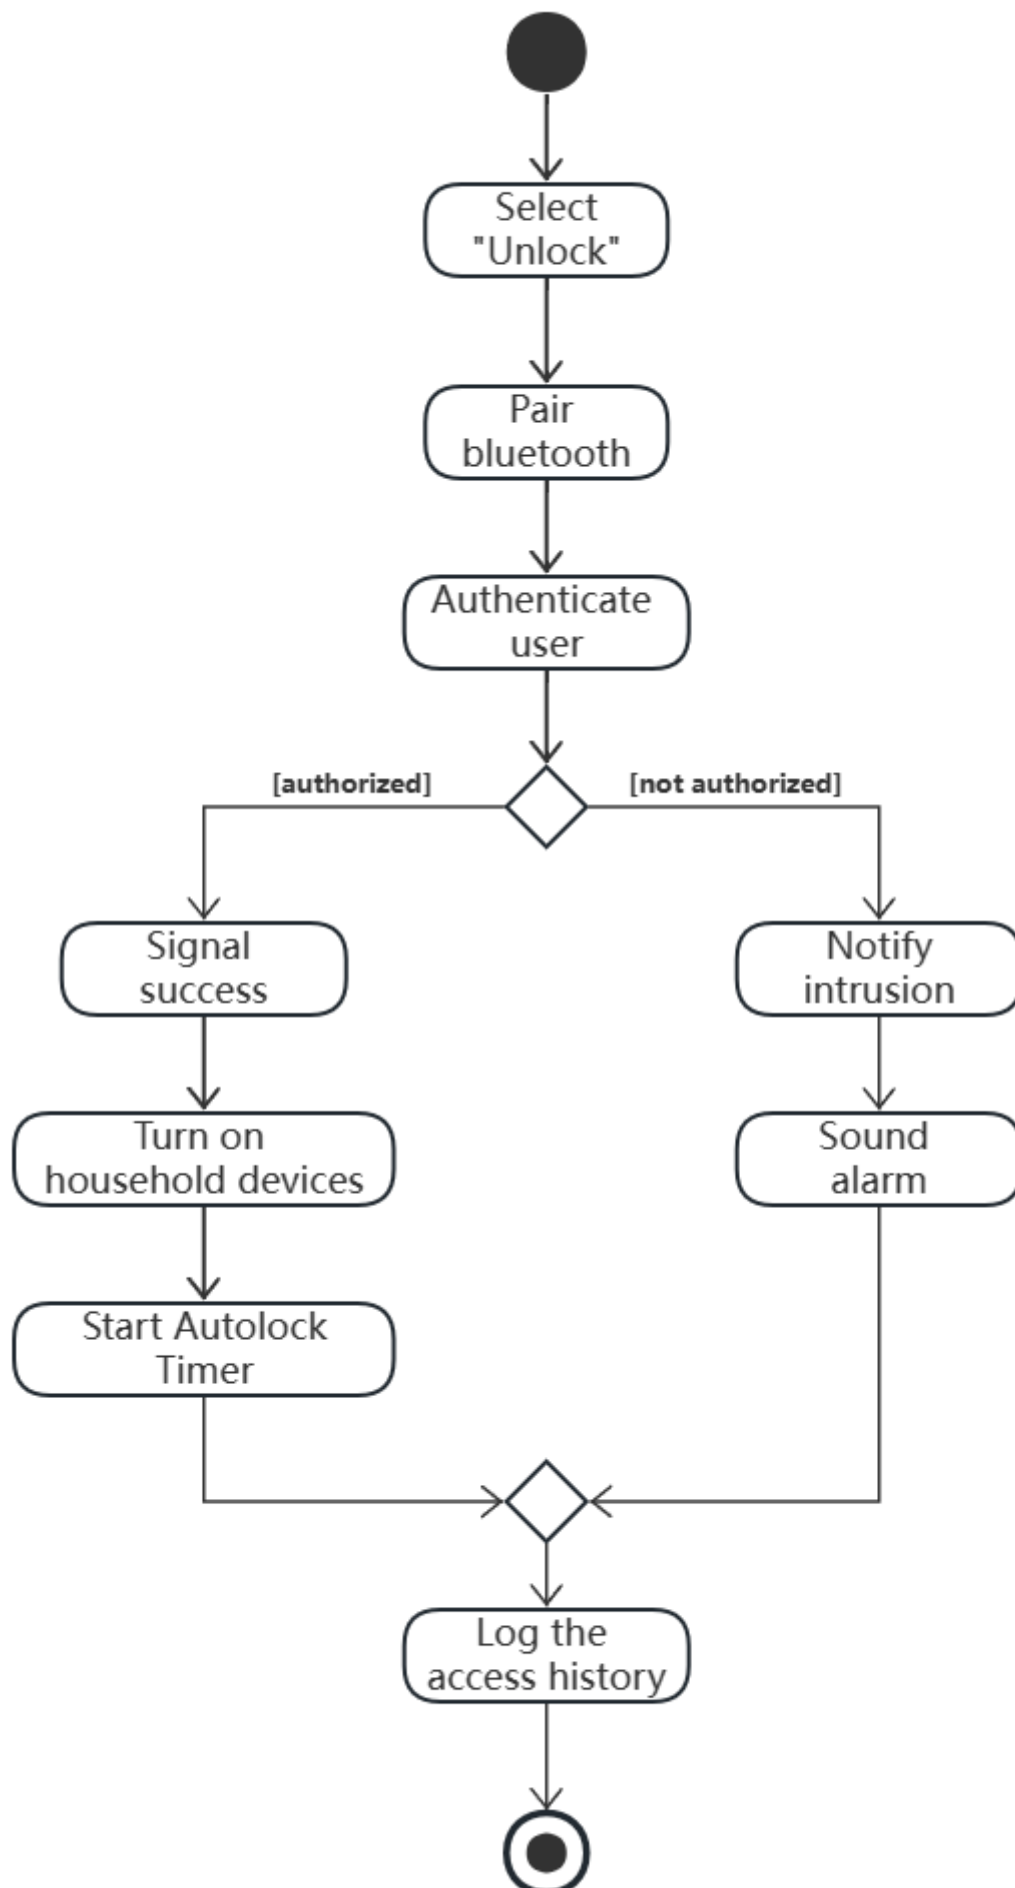 Select
"Unlock"
Pair
bluetooth
Authenticate
user
[authorized]
[not authorized]
Signal
success
Notify
intrusion
Turn on
household devices
Sound
alarm
Start Autolock
Timer
Log the
access history